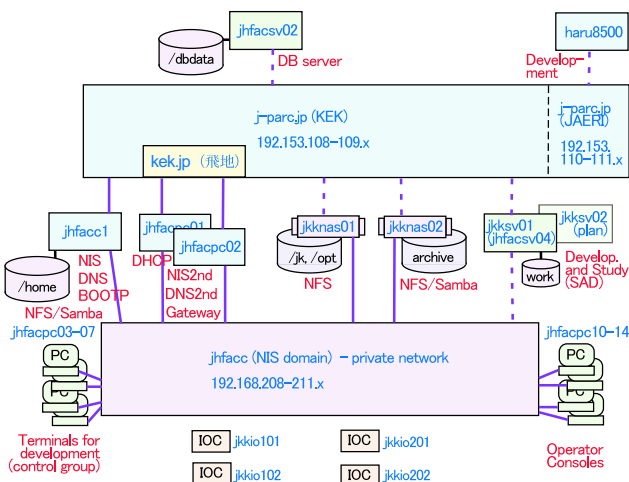 jhfacsv02
/dbdata
DB server
haru8500
Develop-
ment
j-parc.jp (KEK)
192.153.108-109.x
j-parc.jp
(JAERI)
192.153.
110-111.x
kek.jp (飛地)
jhfacc1
NIS
DNS
BOOTP
/home
NFS/Samba
jhfacpc01
DHCP
jhfacpc02
NIS2nd
DNS2nd
Gateway
jkknas01
/jk, /opt
NFS
jkknas02
archive
NFS/Samba
jkksv01
(jhfacsv04)
jkksv02
(plan)
work
Develop.
and Study
(SAD)
jhfacpc03-07
PC
Terminals for
development
(control group)
jhfacc (NIS domain) - private network
192.168.208-211.x
jhfacpc10-14
PC
Operator
Consoles
IOC jkkio101
IOC jkkio201
IOC jkkio102
IOC jkkio202